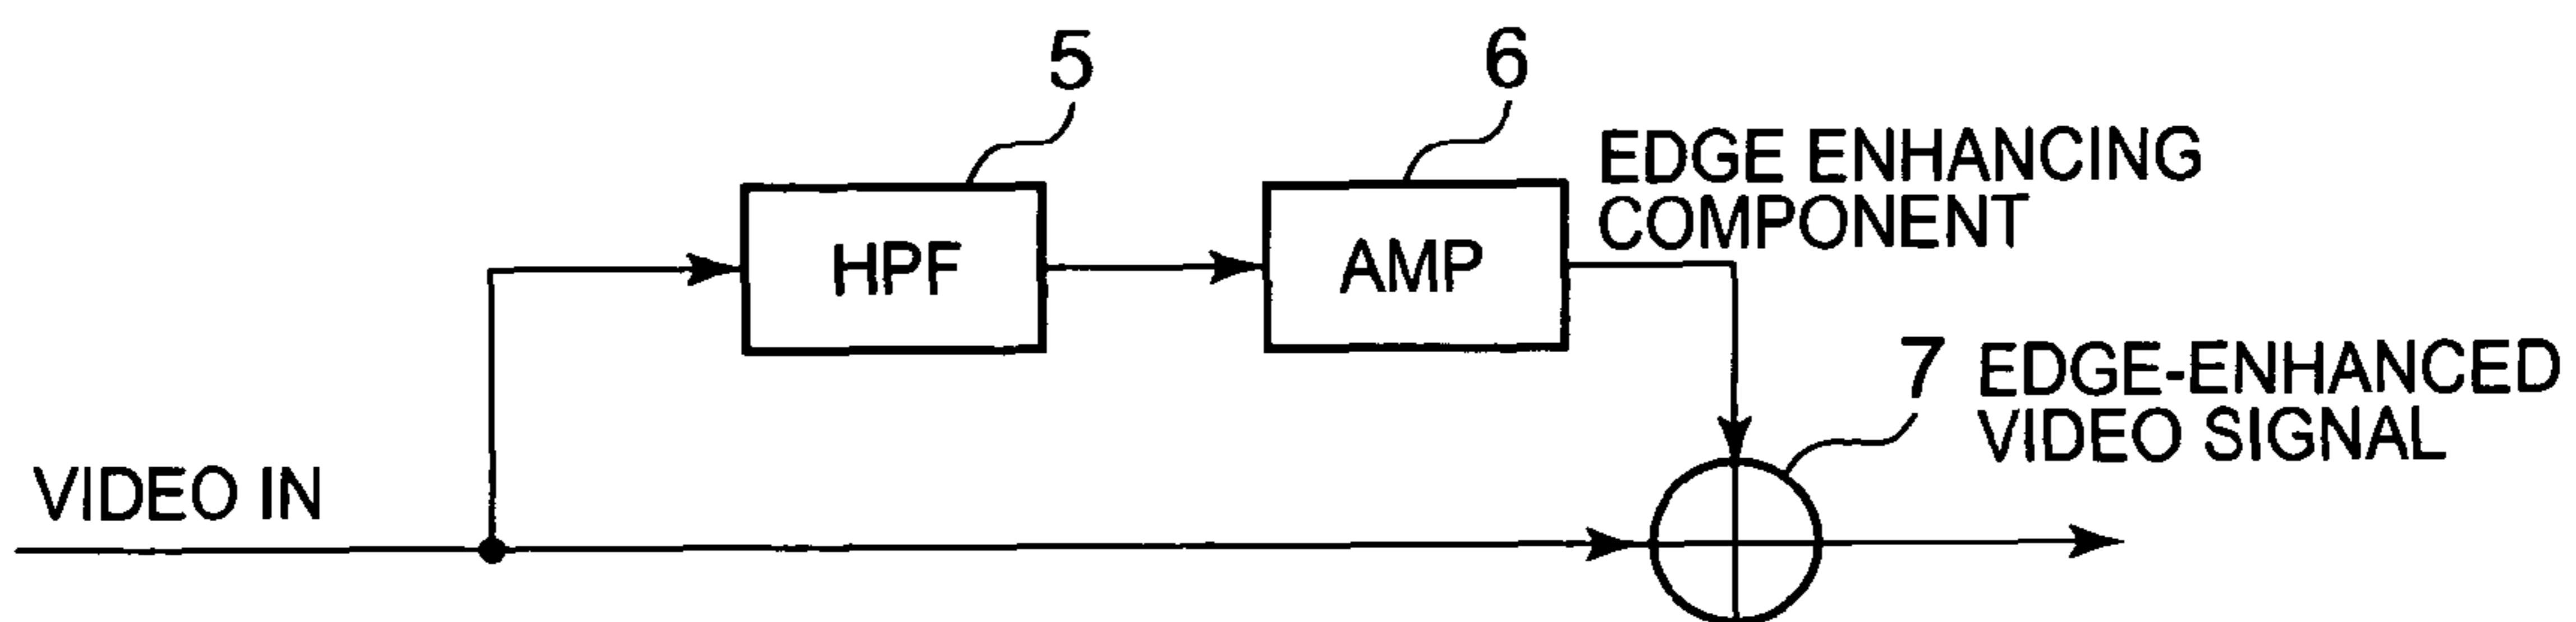 5
6
HPF
AMP
EDGE ENHANCING
COMPONENT
7
EDGE-ENHANCED
VIDEO SIGNAL
VIDEO IN